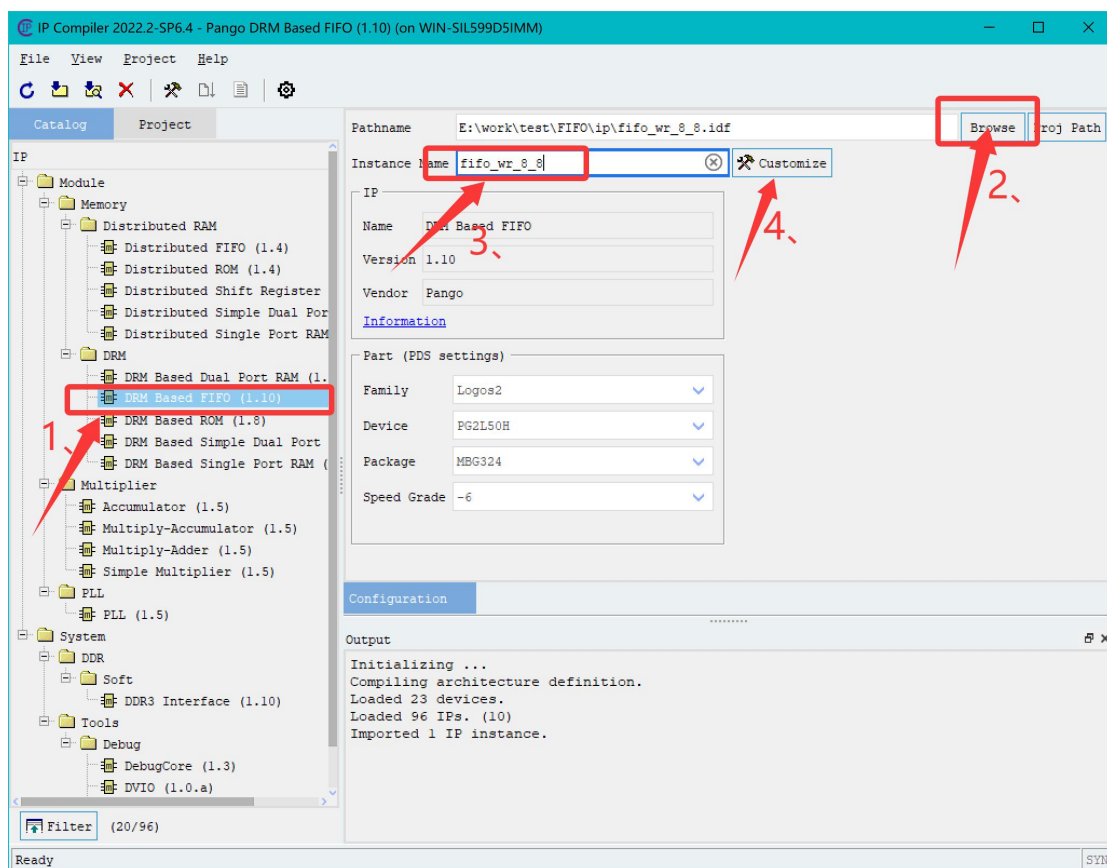 IP Compiler 2022.2-SP6.4 - Pango DRM Based FIFO (1.10) (on WIN-SIL599D5IMM)
File View Project Help
Catalog Project
IP
Module
Memory
Distributed RAM
Distributed FIFO (1.4)
Distributed ROM (1.4)
Distributed Shift Register
Distributed Simple Dual Por
Distributed Single Port RAM
DRM
DRM Based Dual Port RAM (1.
DRM Based FIFO (1.10)
DRM Based ROM (1.8)
DRM Based Simple Dual Port
DRM Based Single Port RAM (
Multiplier
Accumulator (1.5)
Multiply-Accumulator (1.5)
Multiply-Adder (1.5)
Simple Multiplier (1.5)
PLL
PLL (1.5)
System
DDR
Soft
DDR3 Interface (1.10)
Tools
Debug
DebugCore (1.3)
DVIO (1.0.a)
Filter (20/96)
1、
Pathname E:\work\test\FIFO\ip\fifo_wr_8_8.idf Browse Proj Path
Instance Name fifo_wr_8_8 Customize
2、
3、
4、
IP
Name DRM Based FIFO
Version 1.10
Vendor Pango
Information
Part (PDS settings)
Family Logos2
Device PG2L50H
Package MBG324
Speed Grade -6
Configuration
Output
Initializing ...
Compiling architecture definition.
Loaded 23 devices.
Loaded 96 IPs. (10)
Imported 1 IP instance.
Ready
SYN